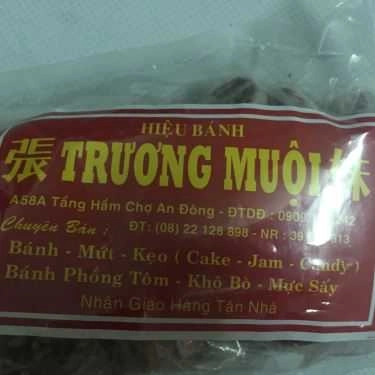 HIỆU BÁNH
張 TRƯƠNG MUỘI 妹
A58A Tầng Hầm Chợ An Đông - ĐTDĐ : 0909
Chuyên Bán : ĐT: (08) 22 128 898 - NR :
Bánh - Mứt - Kẹo ( Cake - Jam - Candy )
Bánh Phồng Tôm - Khô Bò - Mực Sấy
Nhận Giao Hàng Tận Nhà